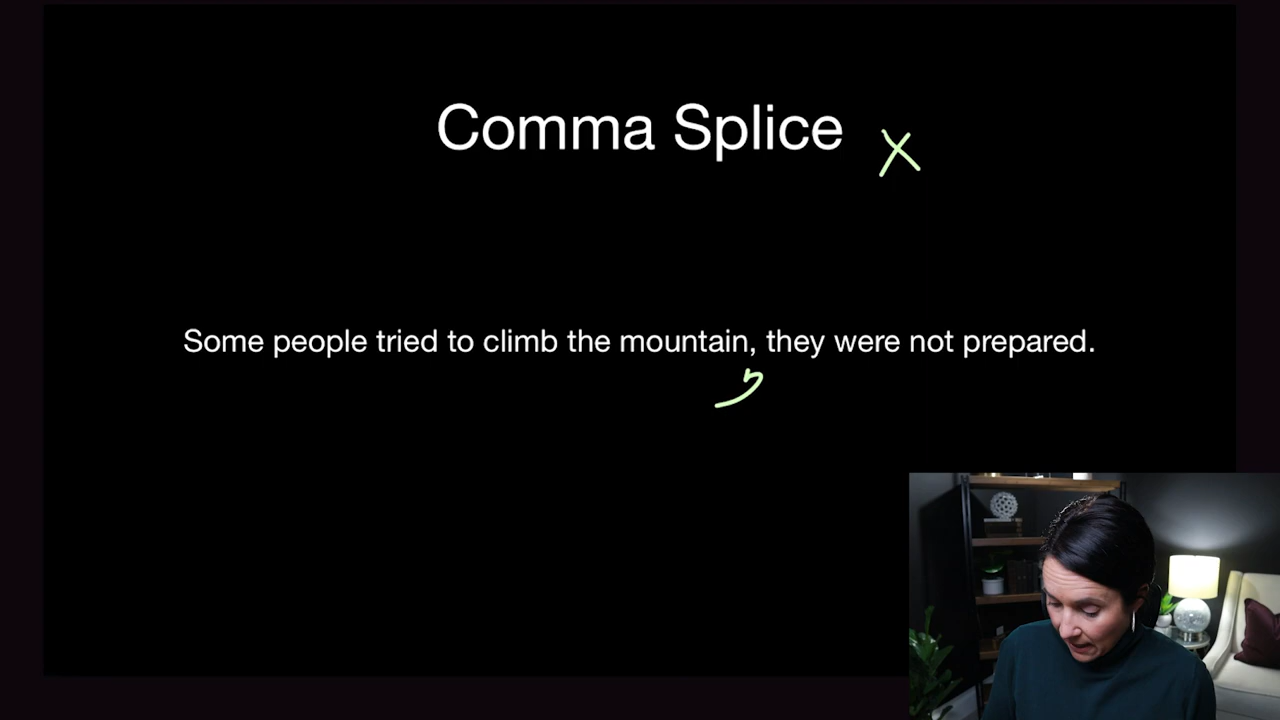 Comma Splice X
Some people tried to climb the mountain, they were not prepared.